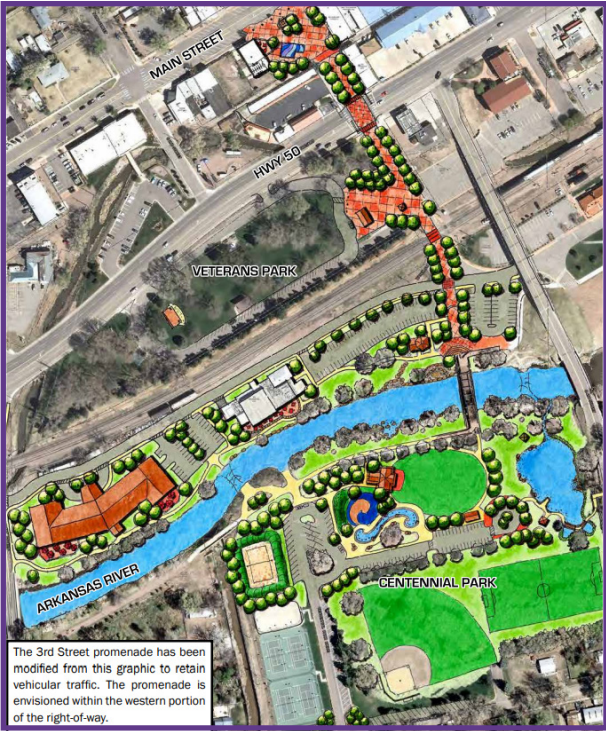 MAIN STREET
HWY 50
VETERANS PARK
ARKANSAS RIVER
CENTENNIAL PARK
The 3rd Street promenade has been
modified from this graphic to retain
vehicular traffic. The promenade is
envisioned within the western portion
of the right-of-way.